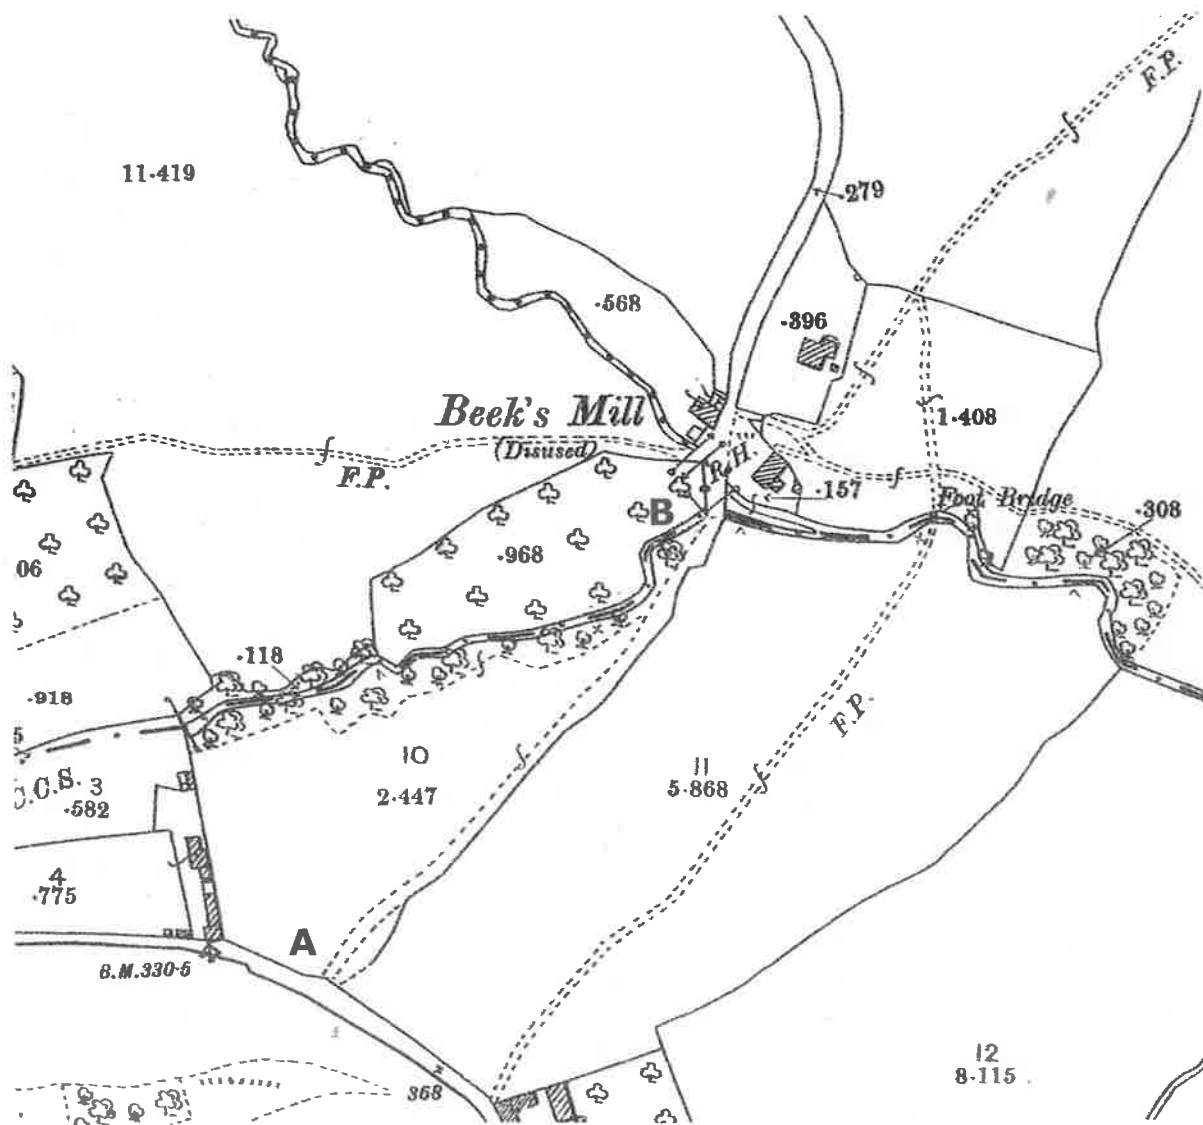 F.P.
11·419
·279
·568
·396
Beek's Mill
(Disused)
1·408
F.P.
R.H.
·157
Foot Bridge
·308
B
·968
06
·118
·918
5
F.P.
10
2·447
11
5·868
C.C.S. 3
·582
4
·775
A
B.M.330·5
12
8·115
368